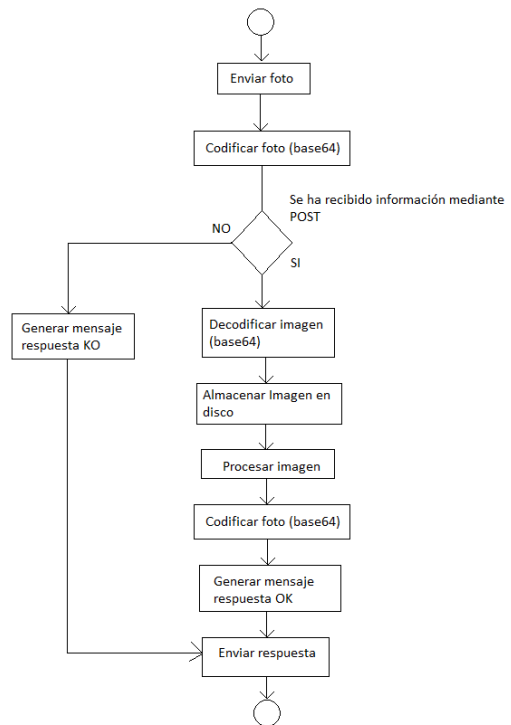 Enviar foto
Codificar foto (base64)
Se ha recibido información mediante
POST
NO
SI
Generar mensaje
respuesta KO
Decodificar imagen
(base64)
Almacenar Imagen en
disco
Procesar imagen
Codificar foto (base64)
Generar mensaje
respuesta OK
Enviar respuesta